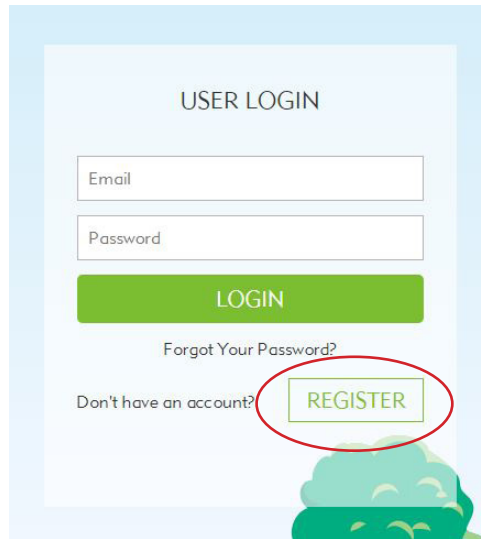 USER LOGIN
Email
Password
LOGIN
Forgot Your Password?
Don't have an account? REGISTER